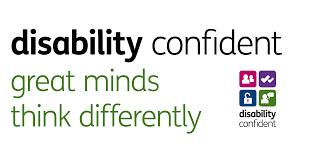 disability confident
great minds
think differently
disability
confident